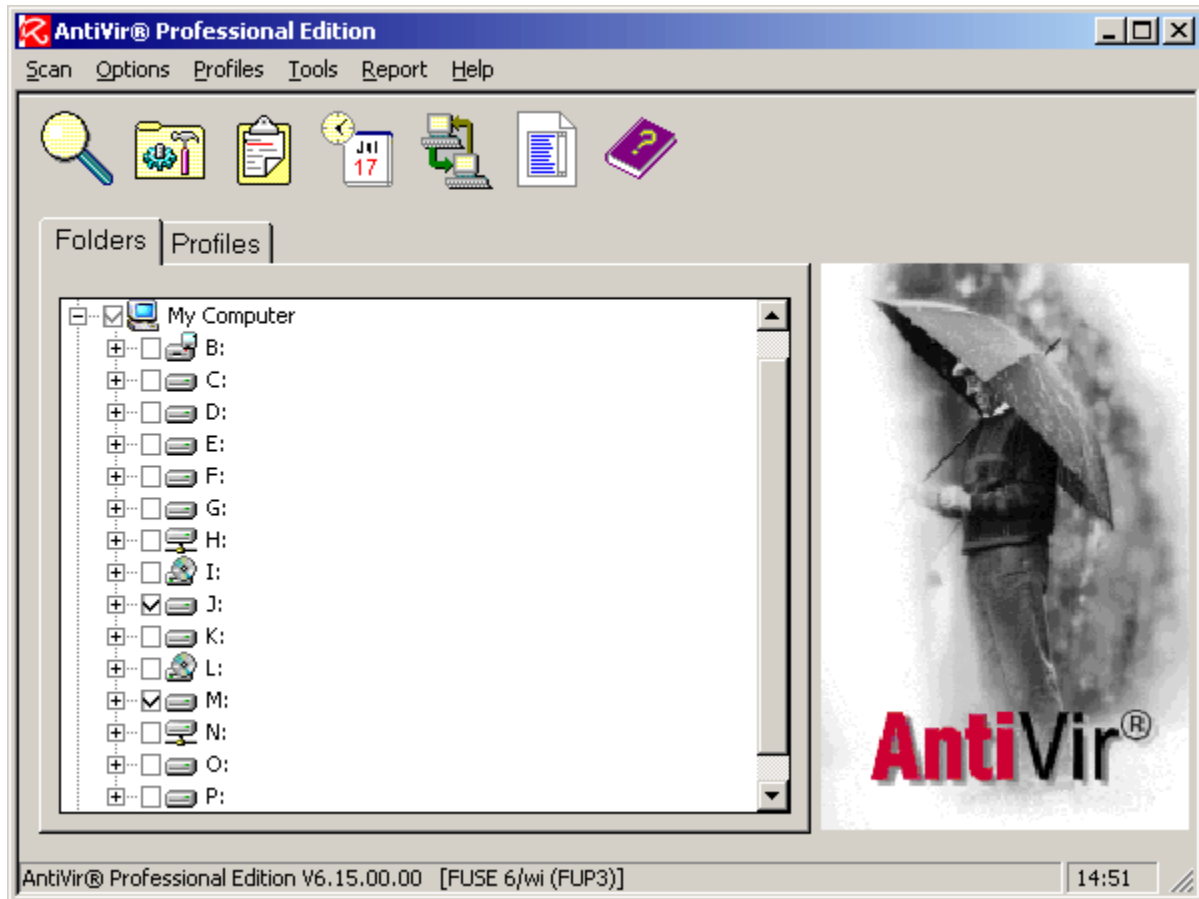 AntiVir® Professional Edition
Scan Options Profiles Tools Report Help
Jul
17
?
Folders Profiles
My Computer
B:
C:
D:
E:
F:
G:
H:
I:
J:
K:
L:
M:
N:
O:
P:
AntiVir®
AntiVir® Professional Edition V6.15.00.00 [FUSE 6/wi (FUP3)] 14:51